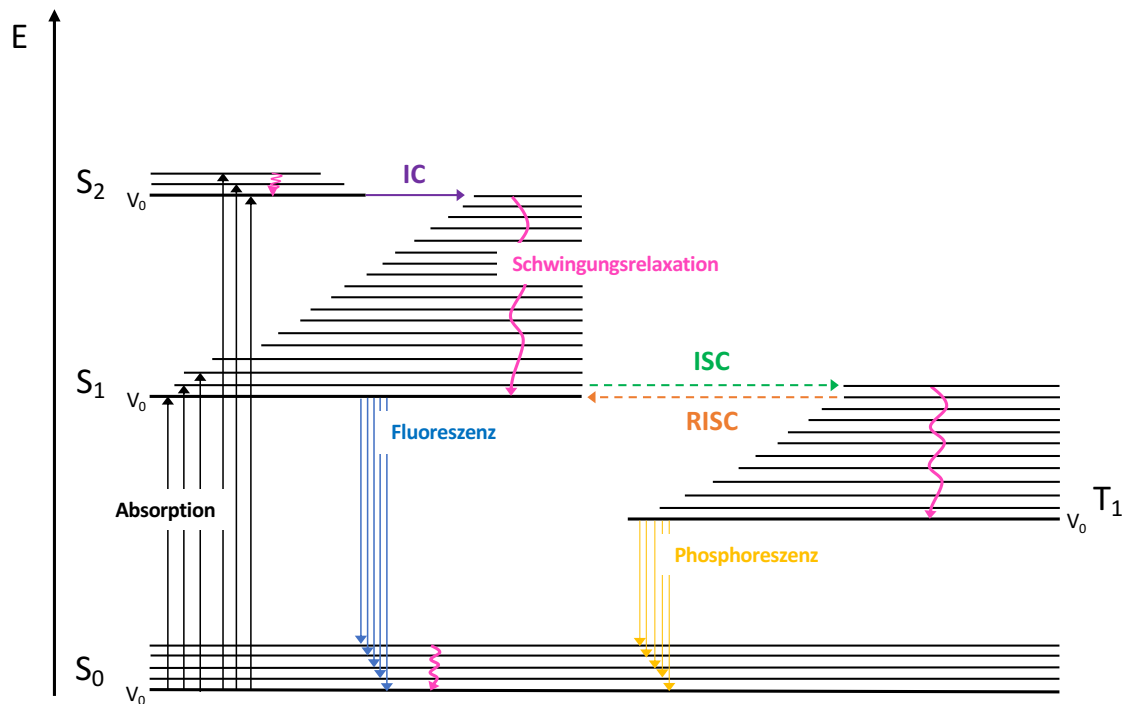 E
S₂
V₀
IC
Schwingungsrelaxation
S₁
V₀
ISC
RISC
Fluoreszenz
Absorption
T₁
V₀
Phosphoreszenz
S₀
V₀